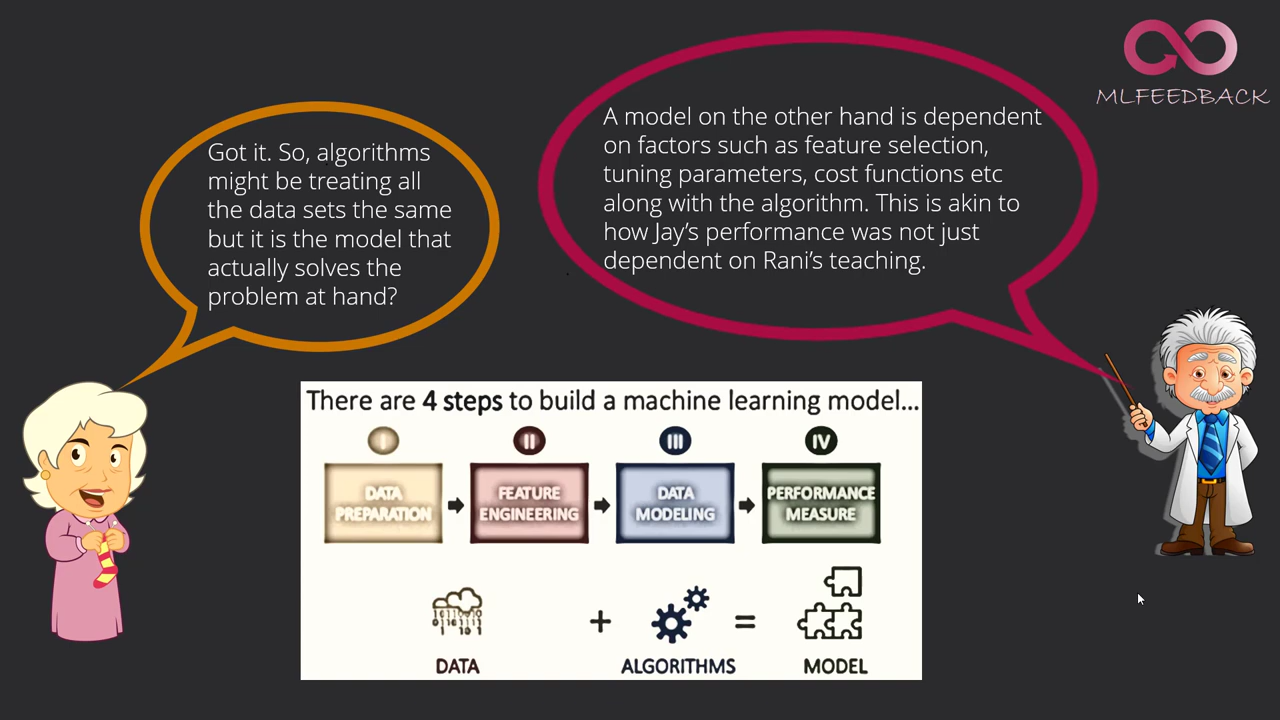 MLFEEDBACK
Got it. So, algorithms
might be treating all
the data sets the same
but it is the model that
actually solves the
problem at hand?
A model on the other hand is dependent
on factors such as feature selection,
tuning parameters, cost functions etc
along with the algorithm. This is akin to
how Jay’s performance was not just
dependent on Rani’s teaching.
There are 4 steps to build a machine learning model...
I II III IV
DATA
PREPARATION
FEATURE
ENGINEERING
DATA
MODELING
PERFORMANCE
MEASURE
+ =
DATA ALGORITHMS MODEL